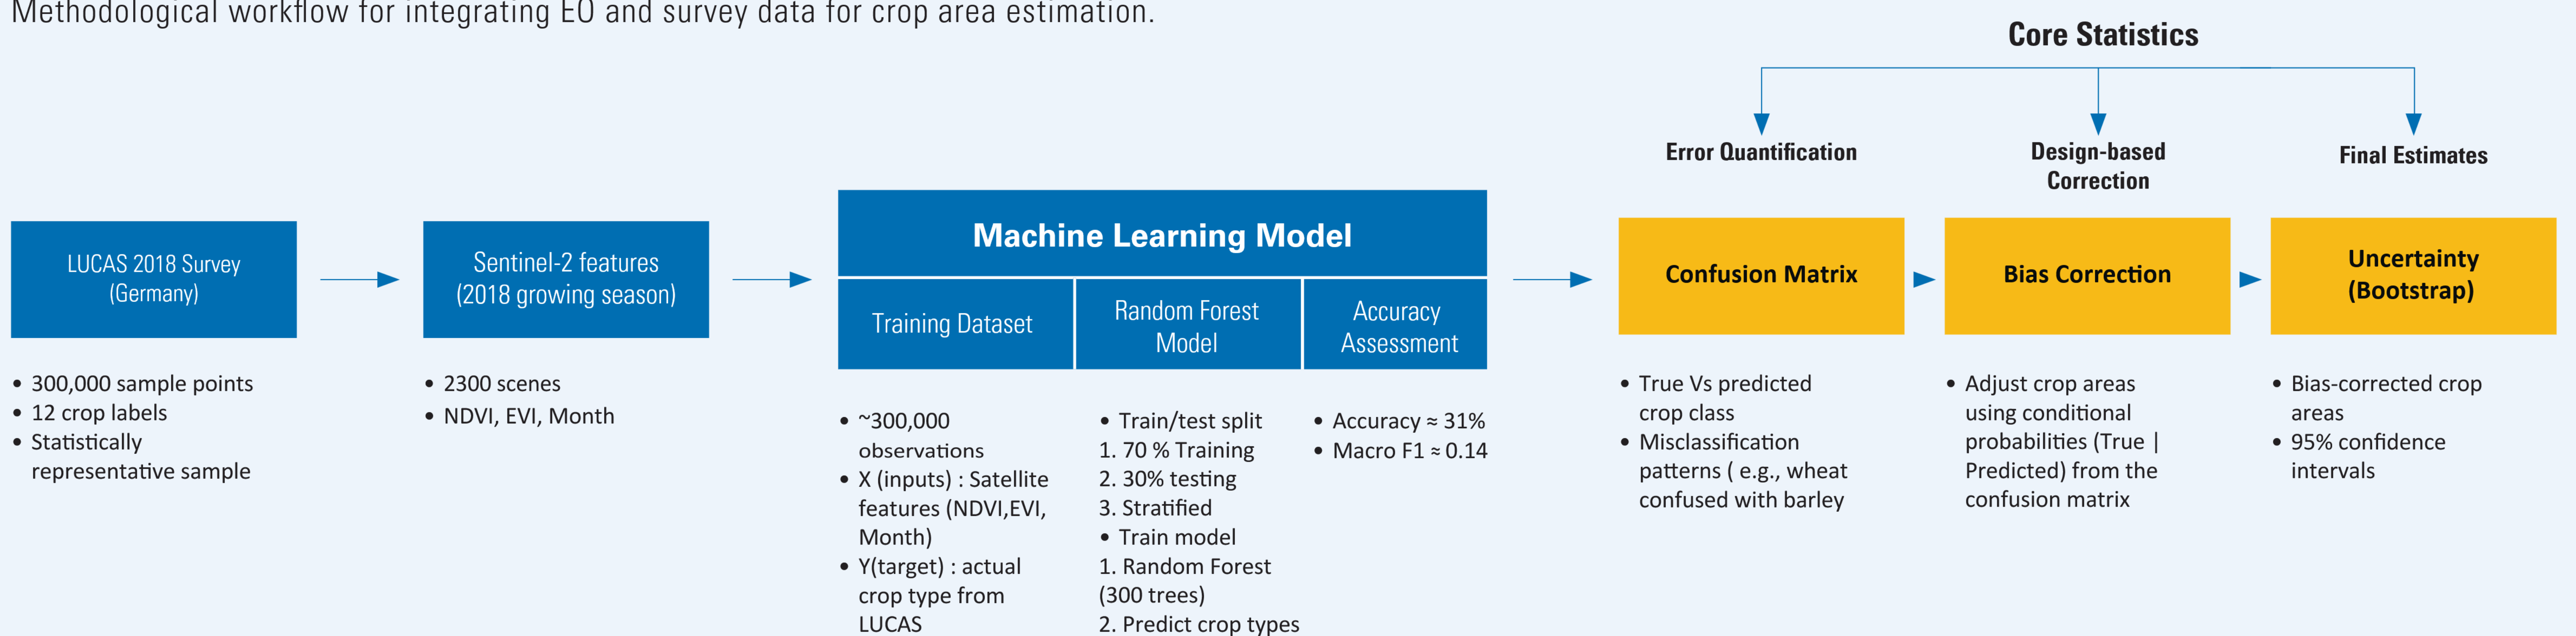 Methodological workflow for integrating EO and survey data for crop area estimation.
LUCAS 2018 Survey
(Germany)
• 300,000 sample points
• 12 crop labels
• Statistically
representative sample
Sentinel-2 features
(2018 growing season)
• 2300 scenes
• NDVI, EVI, Month
Machine Learning Model
Training Dataset
• ~300,000
observations
• X (inputs) : Satellite
features (NDVI,EVI,
Month)
• Y(target) : actual
crop type from
LUCAS
Random Forest
Model
• Train/test split
1. 70 % Training
2. 30% testing
3. Stratified
• Train model
1. Random Forest
(300 trees)
2. Predict crop types
Accuracy
Assessment
• Accuracy ≈ 31%
• Macro F1 ≈ 0.14
Core Statistics
Error Quantification
Confusion Matrix
• True Vs predicted
crop class
• Misclassification
patterns ( e.g., wheat
confused with barley
Design-based
Correction
Bias Correction
• Adjust crop areas
using conditional
probabilities (True |
Predicted) from the
confusion matrix
Final Estimates
Uncertainty
(Bootstrap)
• Bias-corrected crop
areas
• 95% confidence
intervals